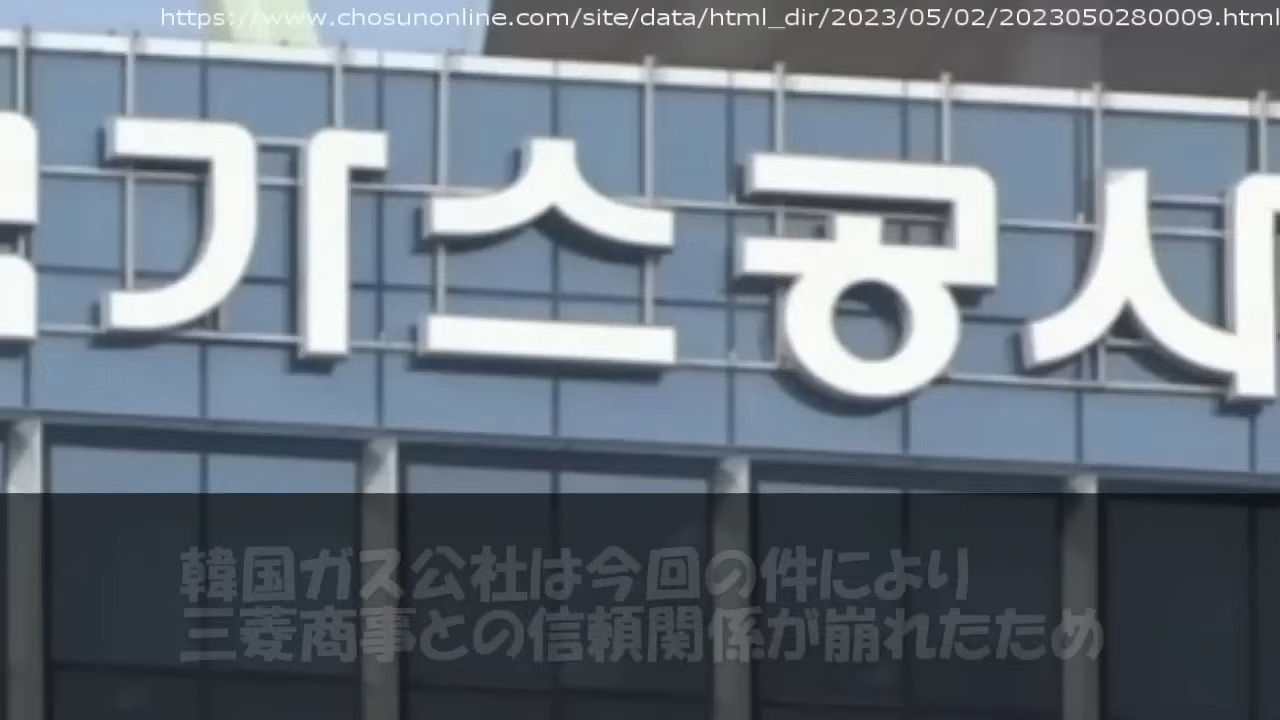 https://www.chosunonline.com/site/data/html_dir/2023/05/02/2023050280009.html
가스공사
韓国ガス公社は今回の件により
三菱商事との信頼関係が崩れたため